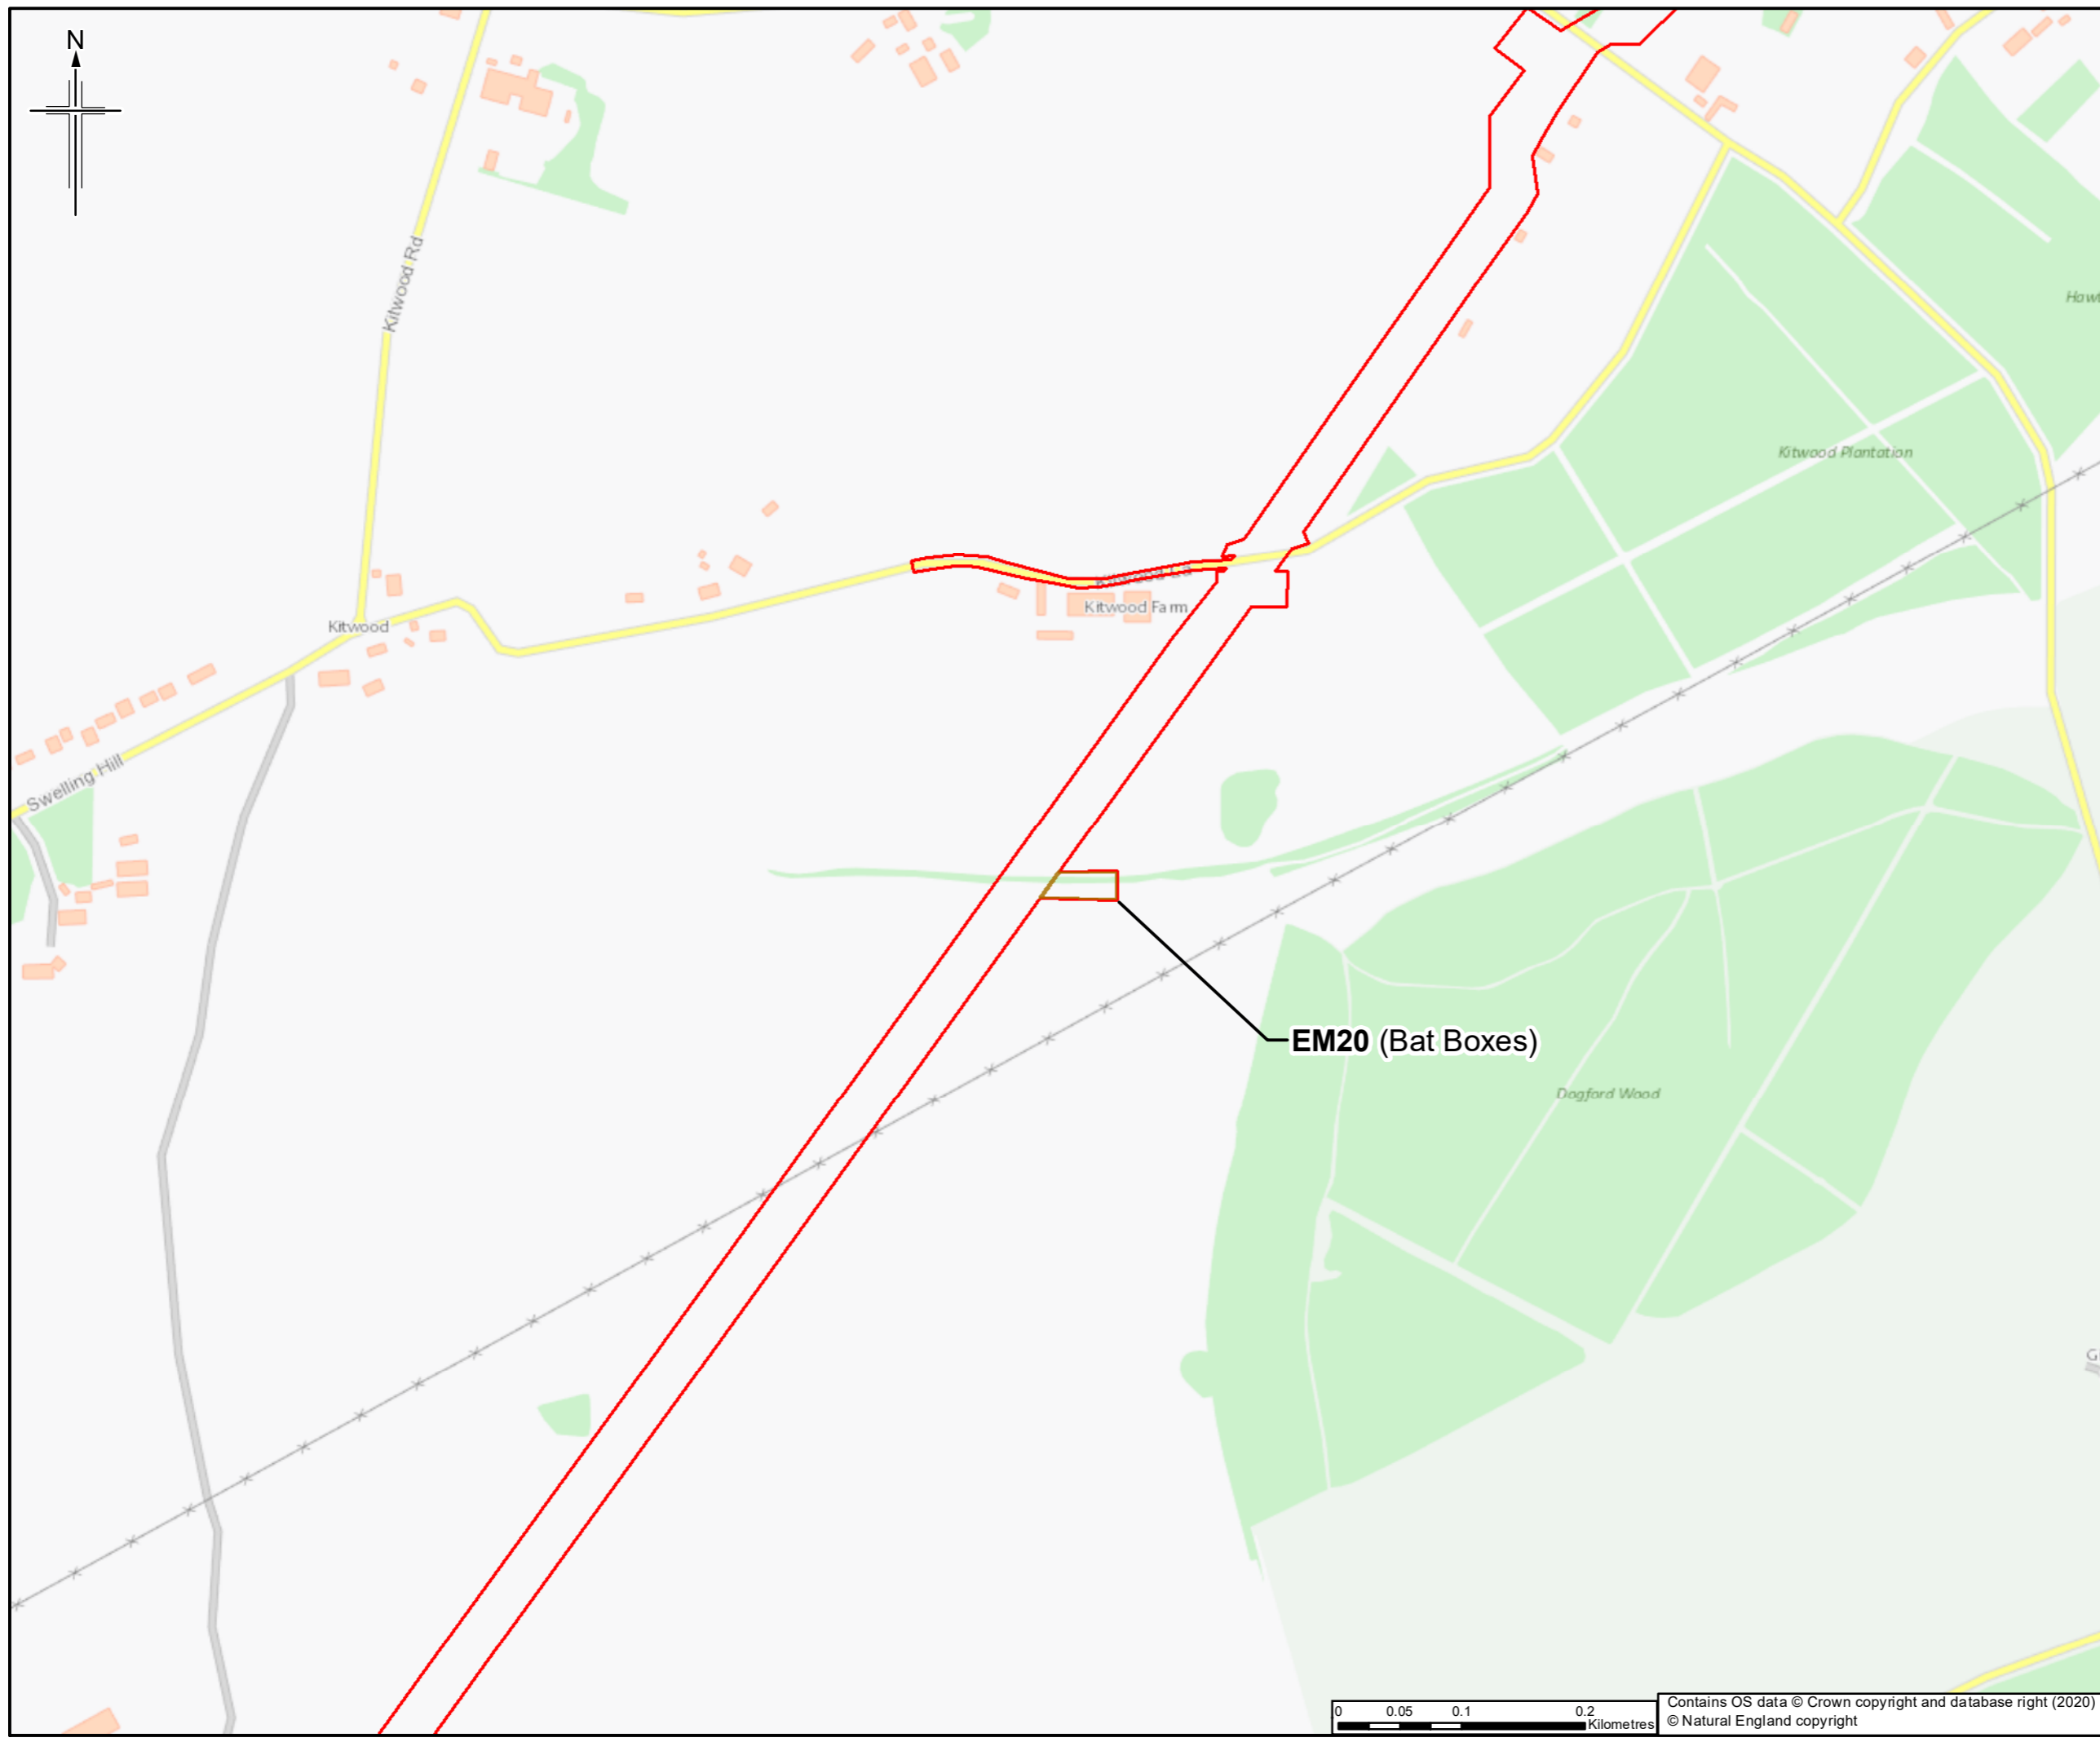 N
Kitwood Rd
Hawt
Kitwood Plantation
Kitwood Farm
Kitwood
Swelling Hill
EM20 (Bat Boxes)
Dogford Wood
G
0 0.05 0.1 0.2
Kilometres
Contains OS data © Crown copyright and database right (2020)
© Natural England copyright